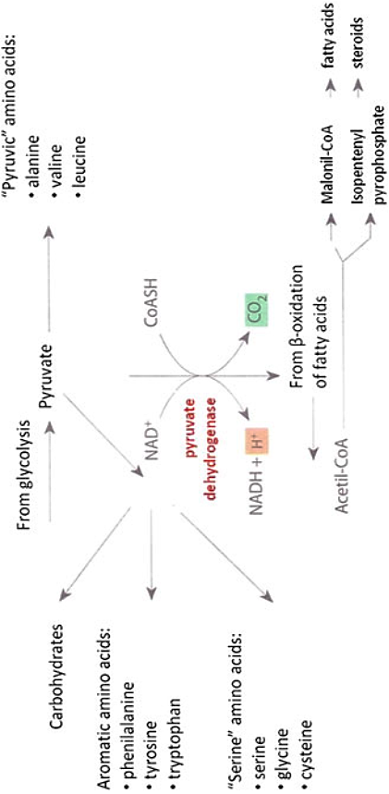 Carbohydrates
Aromatic amino acids:
• phenilalanine
• tyrosine
• tryptophan
"Serine" amino acids:
• serine
• glycine
• cysteine
From glycolysis
Pyruvate
"Pyruvic" amino acids:
• alanine
• valine
• leucine
NAD⁺
CoASH
pyruvate
dehydrogenase
NADH + H⁺
CO₂
From β-oxidation
of fatty acids
Acetil-CoA
Malonil-CoA
fatty acids
Isopentenyl
pyrophosphate
steroids